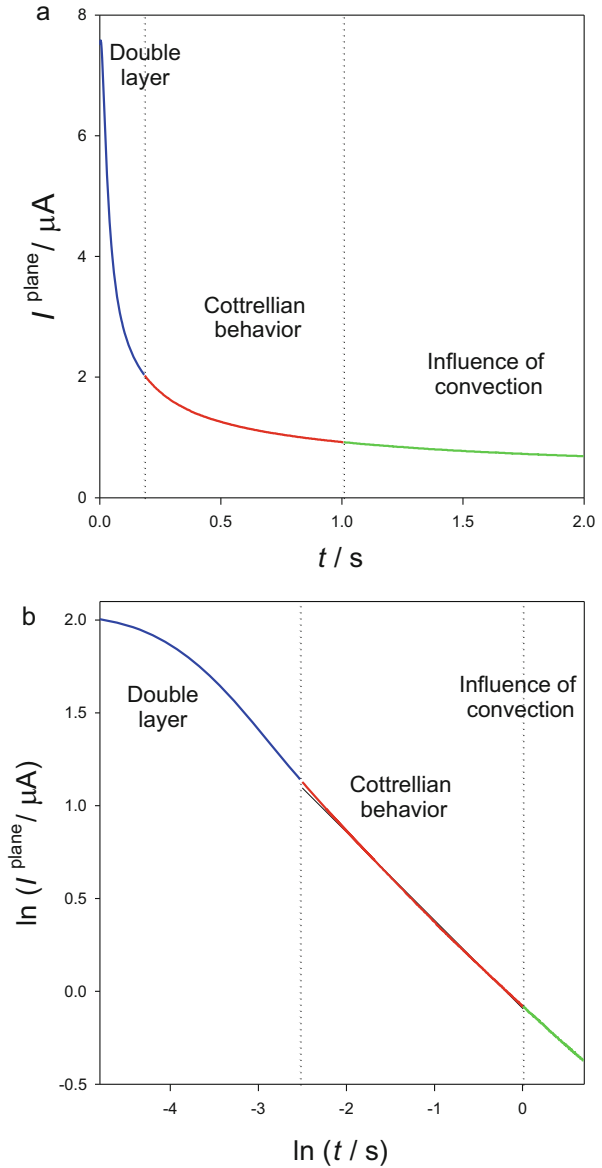 a
Double
layer
8
6
4
2
0
I plane/ μA
Cottrellian
behavior
Influence of
convection
0.0 0.5 1.0 1.5 2.0
t / s
b
2.0
1.5
1.0
0.5
0.0
-0.5
ln (I plane/ μA)
Double
layer
Influence of
convection
Cottrellian
behavior
-4 -3 -2 -1 0
ln (t / s)